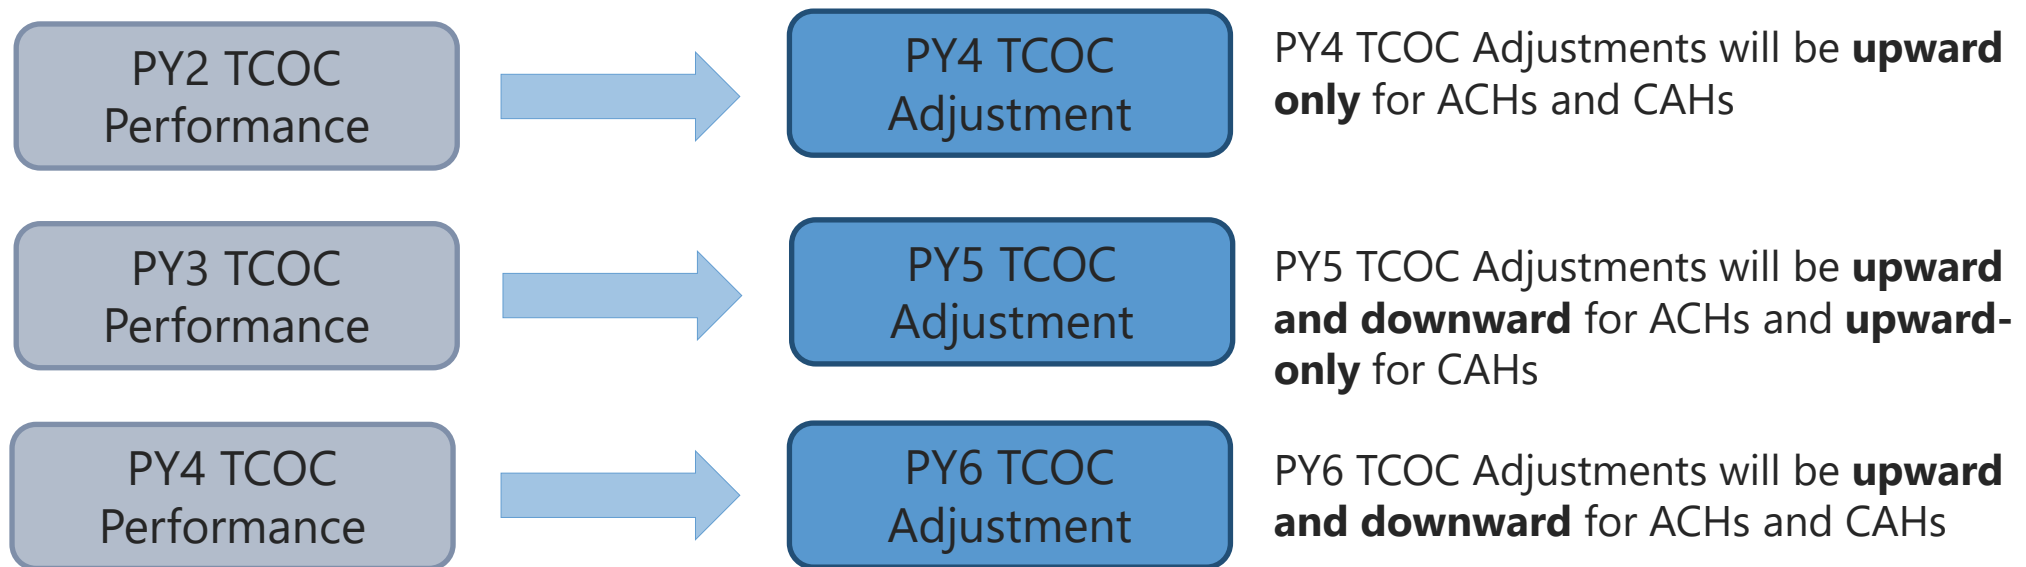 PY2 TCOC
Performance
PY4 TCOC
Adjustment
PY4 TCOC Adjustments will be upward
only for ACHs and CAHs
PY3 TCOC
Performance
PY5 TCOC
Adjustment
PY5 TCOC Adjustments will be upward
and downward for ACHs and upward-
only for CAHs
PY4 TCOC
Performance
PY6 TCOC
Adjustment
PY6 TCOC Adjustments will be upward
and downward for ACHs and CAHs